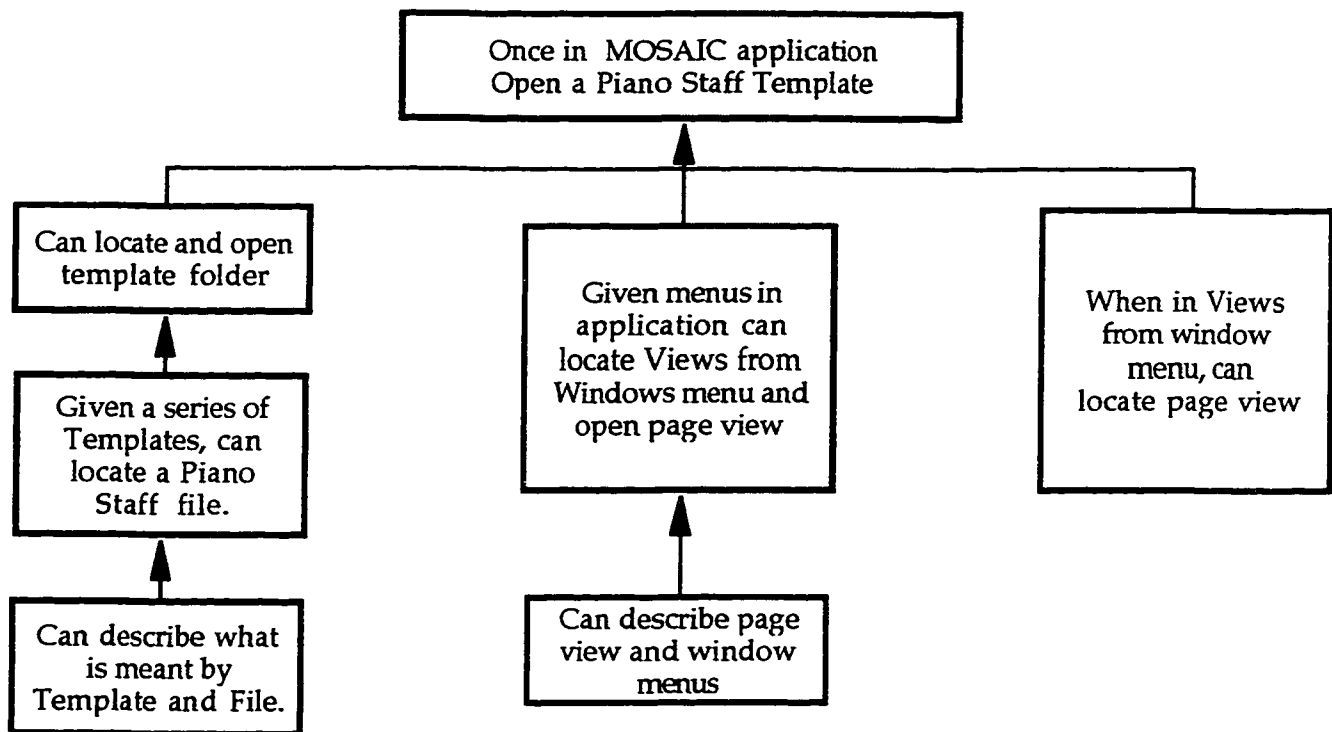 Once in MOSAIC application
Open a Piano Staff Template
Can locate and open
template folder
Given menus in
application can
locate Views from
Windows menu and
open page view
When in Views
from window
menu, can
locate page view
Given a series of
Templates, can
locate a Piano
Staff file.
Can describe what
is meant by
Template and File.
Can describe page
view and window
menus